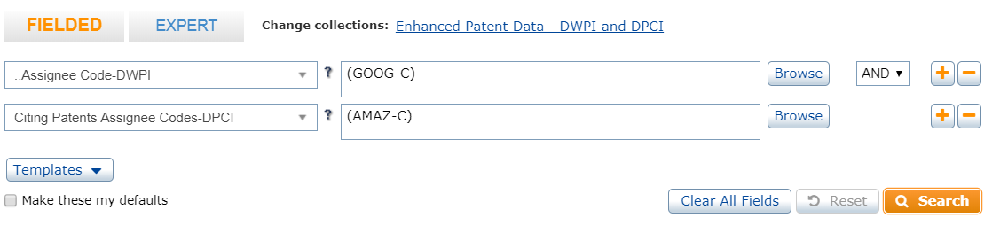 FIELDED EXPERT Change collections: Enhanced Patent Data - DWPI and DPCI
..Assignee Code-DWPI ? (GOOG-C) Browse AND
Citing Patents Assignee Codes-DPCI ? (AMAZ-C) Browse
Templates
Make these my defaults Clear All Fields Reset Search